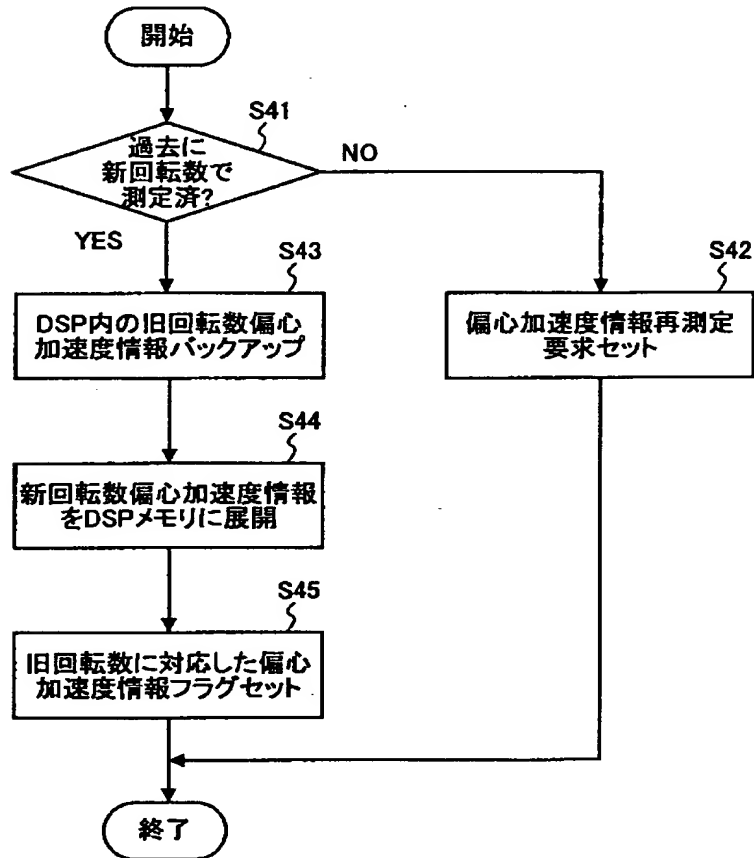 開始
S41
過去に
新回転数で
測定済?
NO
YES
S43
DSP内の旧回転数偏心
加速度情報バックアップ
S42
偏心加速度情報再測定
要求セット
S44
新回転数偏心加速度情報
をDSPメモリに展開
S45
旧回転数に対応した偏心
加速度情報フラグセット
終了